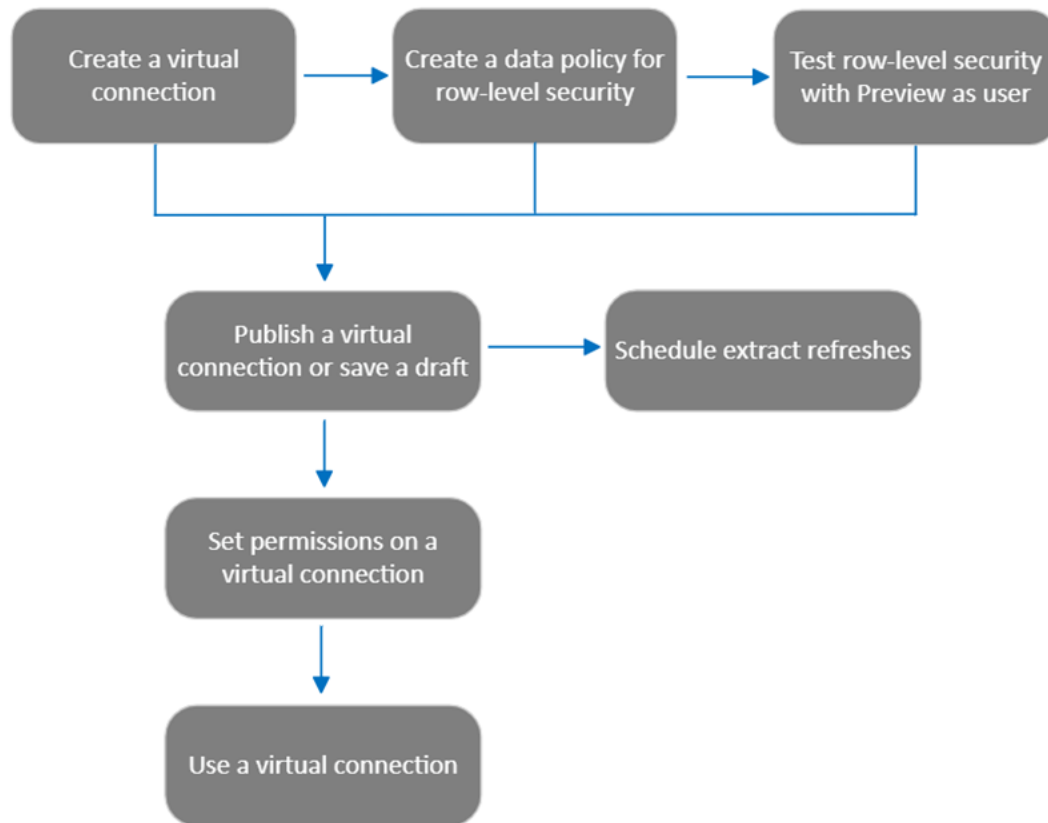 Create a virtual
connection
Create a data policy for
row-level security
Test row-level security
with Preview as user
Publish a virtual
connection or save a draft
Schedule extract refreshes
Set permissions on a
virtual connection
Use a virtual connection